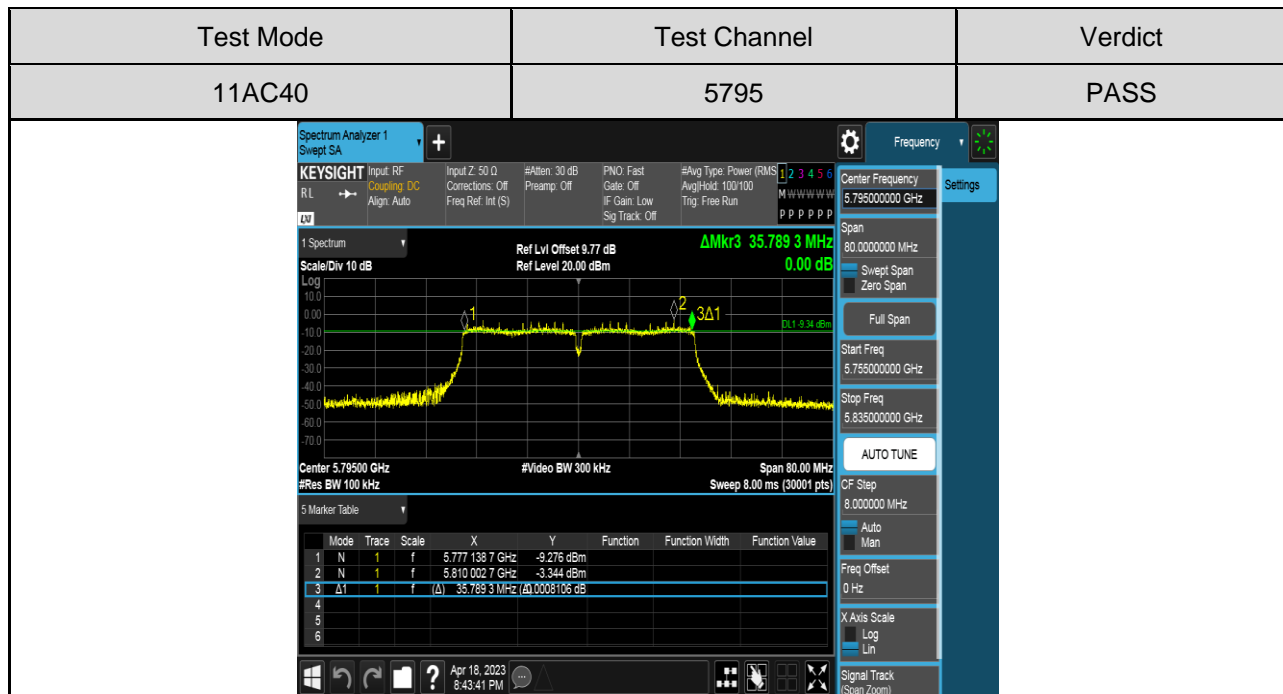 Test Mode Test Channel Verdict
11AC40 5795 PASS
Spectrum Analyzer 1
Swept SA
+
Frequency
KEYSIGHT
RL
LXI
Input: RF
Coupling: DC
Align: Auto
Input Z: 50 Ω
Corrections: Off
Freq Ref: Int (S)
#Atten: 30 dB
Preamp: Off
PNO: Fast
Gate: Off
IF Gain: Low
Sig Track: Off
#Avg Type: Power (RMS
Avg|Hold: 100/100
Trig: Free Run
1 2 3 4 5 6
M W W W W W
P P P P P P
1 Spectrum
Scale/Div 10 dB
Ref Lvl Offset 9.77 dB
Ref Level 20.00 dBm
ΔMkr3 35.789 3 MHz
0.00 dB
Log
10.0
0.00
-10.0
-20.0
-30.0
-40.0
-50.0
-60.0
-70.0
1
2
3Δ1
DL1 -9.34 dBm
Center 5.79500 GHz
#Res BW 100 kHz
#Video BW 300 kHz
Span 80.00 MHz
Sweep 8.00 ms (30001 pts)
5 Marker Table
Mode Trace Scale X Y Function Function Width Function Value
1 N 1 f 5.777 138 7 GHz -9.276 dBm
2 N 1 f 5.810 002 7 GHz -3.344 dBm
3 Δ1 1 f (Δ) 35.789 3 MHz (Δ) 0.0008106 dB
4
5
6
?
Apr 18, 2023
8:43:41 PM
Center Frequency
5.795000000 GHz
Span
80.0000000 MHz
Swept Span
Zero Span
Full Span
Start Freq
5.755000000 GHz
Stop Freq
5.835000000 GHz
AUTO TUNE
CF Step
8.000000 MHz
Auto
Man
Freq Offset
0 Hz
X Axis Scale
Log
Lin
Signal Track
(Span Zoom)
Settings